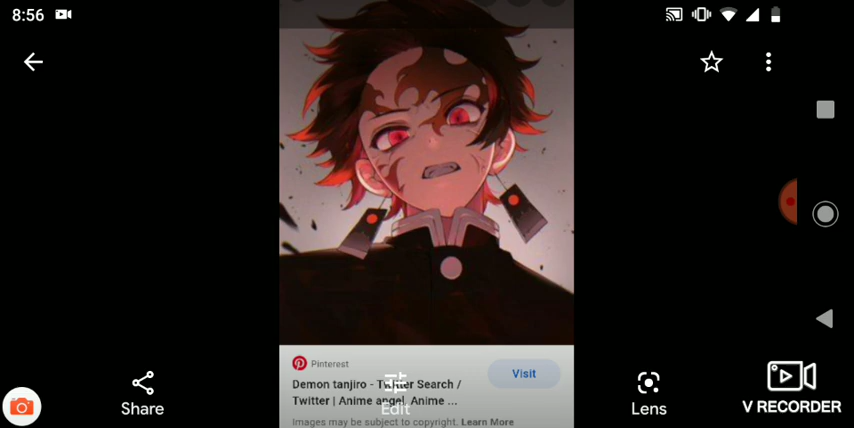 8:56
Pinterest
Demon tanjiro - Twitter Search /
Twitter | Anime angel, Anime ...
Visit
Images may be subject to copyright. Learn More
Share
Edit
Lens
V RECORDER